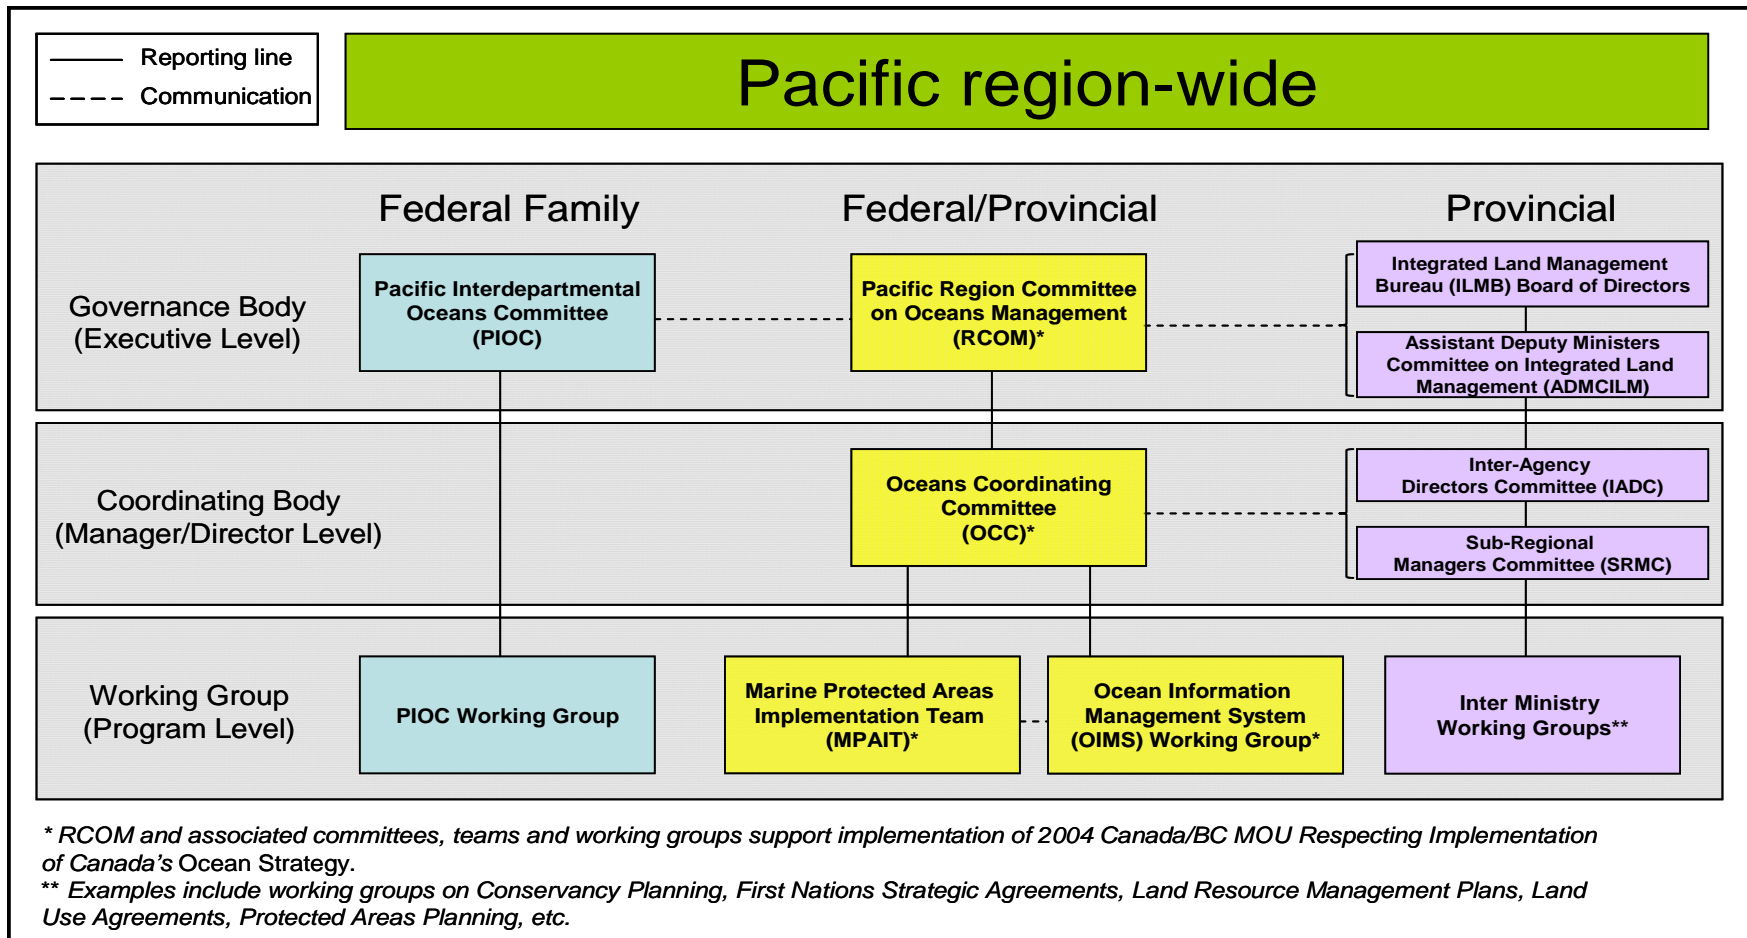 Reporting line
Communication
Pacific region-wide
Federal Family
Federal/Provincial
Provincial
Governance Body
(Executive Level)
Pacific Interdepartmental
Oceans Committee
(PIOC)
Pacific Region Committee
on Oceans Management
(RCOM)*
Integrated Land Management
Bureau (ILMB) Board of Directors
Assistant Deputy Ministers
Committee on Integrated Land
Management (ADMCILM)
Coordinating Body
(Manager/Director Level)
Oceans Coordinating
Committee
(OCC)*
Inter-Agency
Directors Committee (IADC)
Sub-Regional
Managers Committee (SRMC)
Working Group
(Program Level)
PIOC Working Group
Marine Protected Areas
Implementation Team
(MPAIT)*
Ocean Information
Management System
(OIMS) Working Group*
Inter Ministry
Working Groups**
* RCOM and associated committees, teams and working groups support implementation of 2004 Canada/BC MOU Respecting Implementation
of Canada's Ocean Strategy.
** Examples include working groups on Conservancy Planning, First Nations Strategic Agreements, Land Resource Management Plans, Land
Use Agreements, Protected Areas Planning, etc.